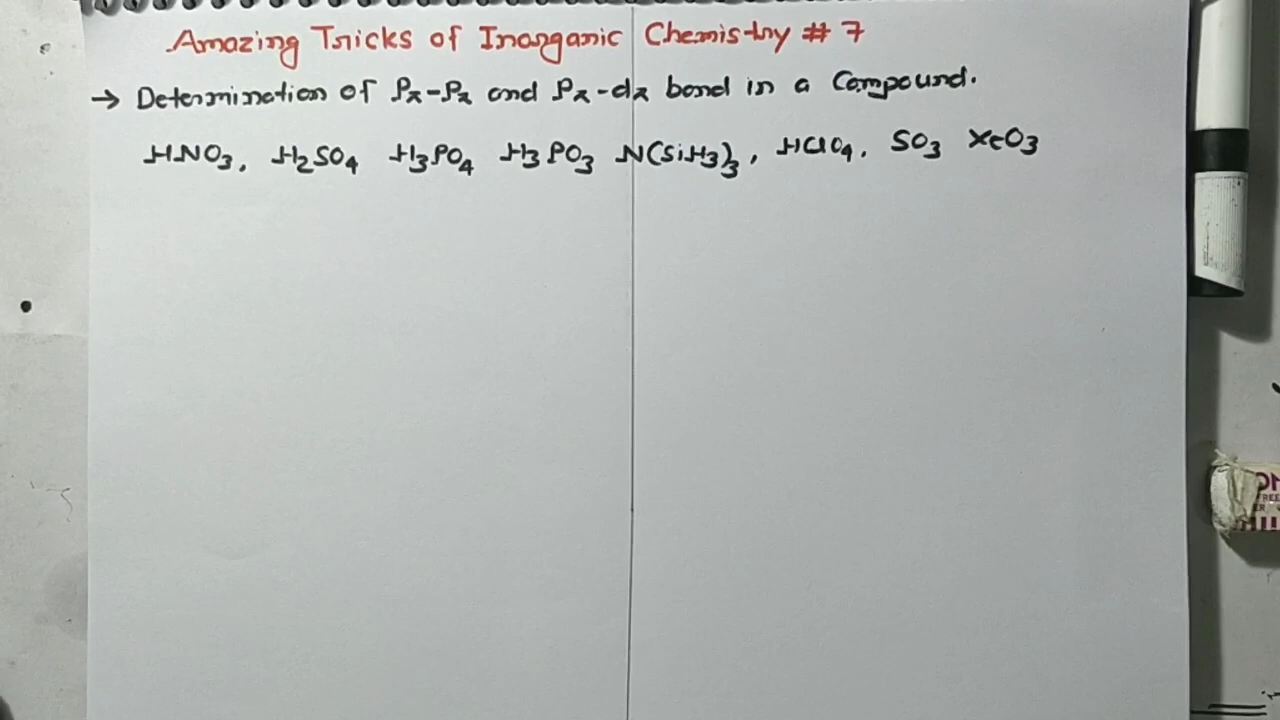 Amazing Tricks of Inorganic Chemistry # 7
→ Determination of Pπ-Pπ and Pπ-dπ bond in a Compound.
HNO3, H2SO4 H3PO4 H3PO3 N(SiH3)3, HClO4, SO3 XeO3